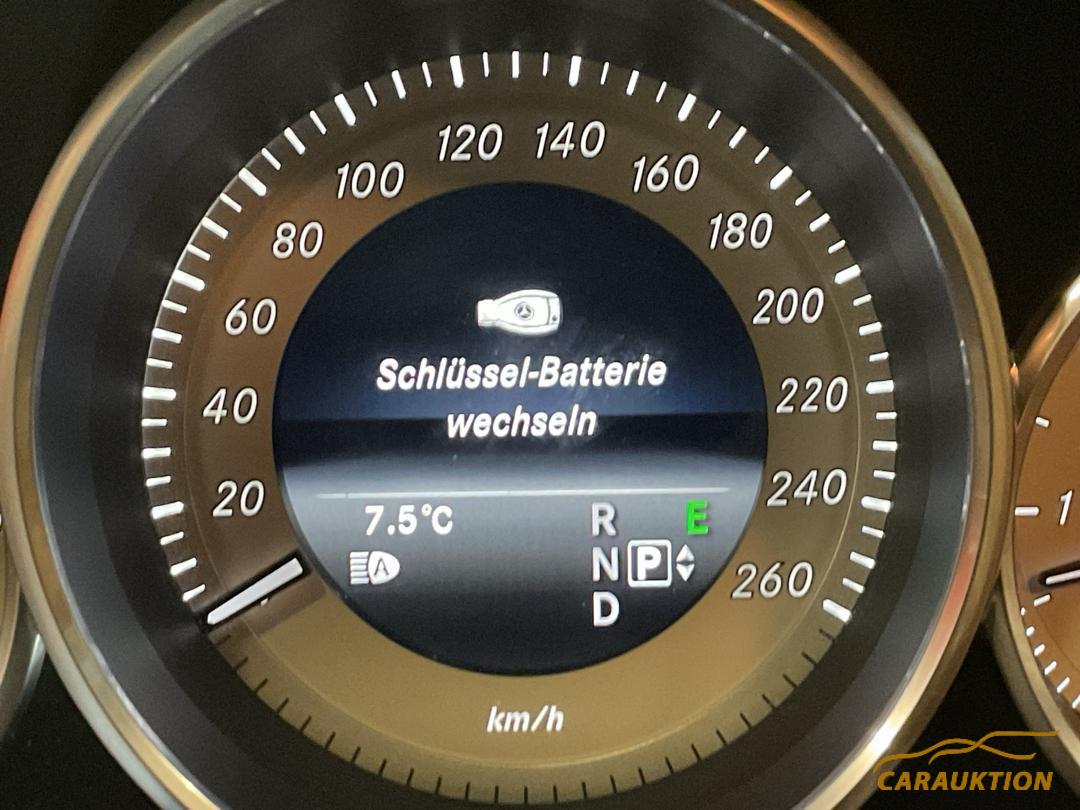 120 140
100 160
80 180
60 200
Schlüssel-Batterie
wechseln
40 220
20 240
7.5°C R E
A N P
260
D
km/h
1
CARAUKTION